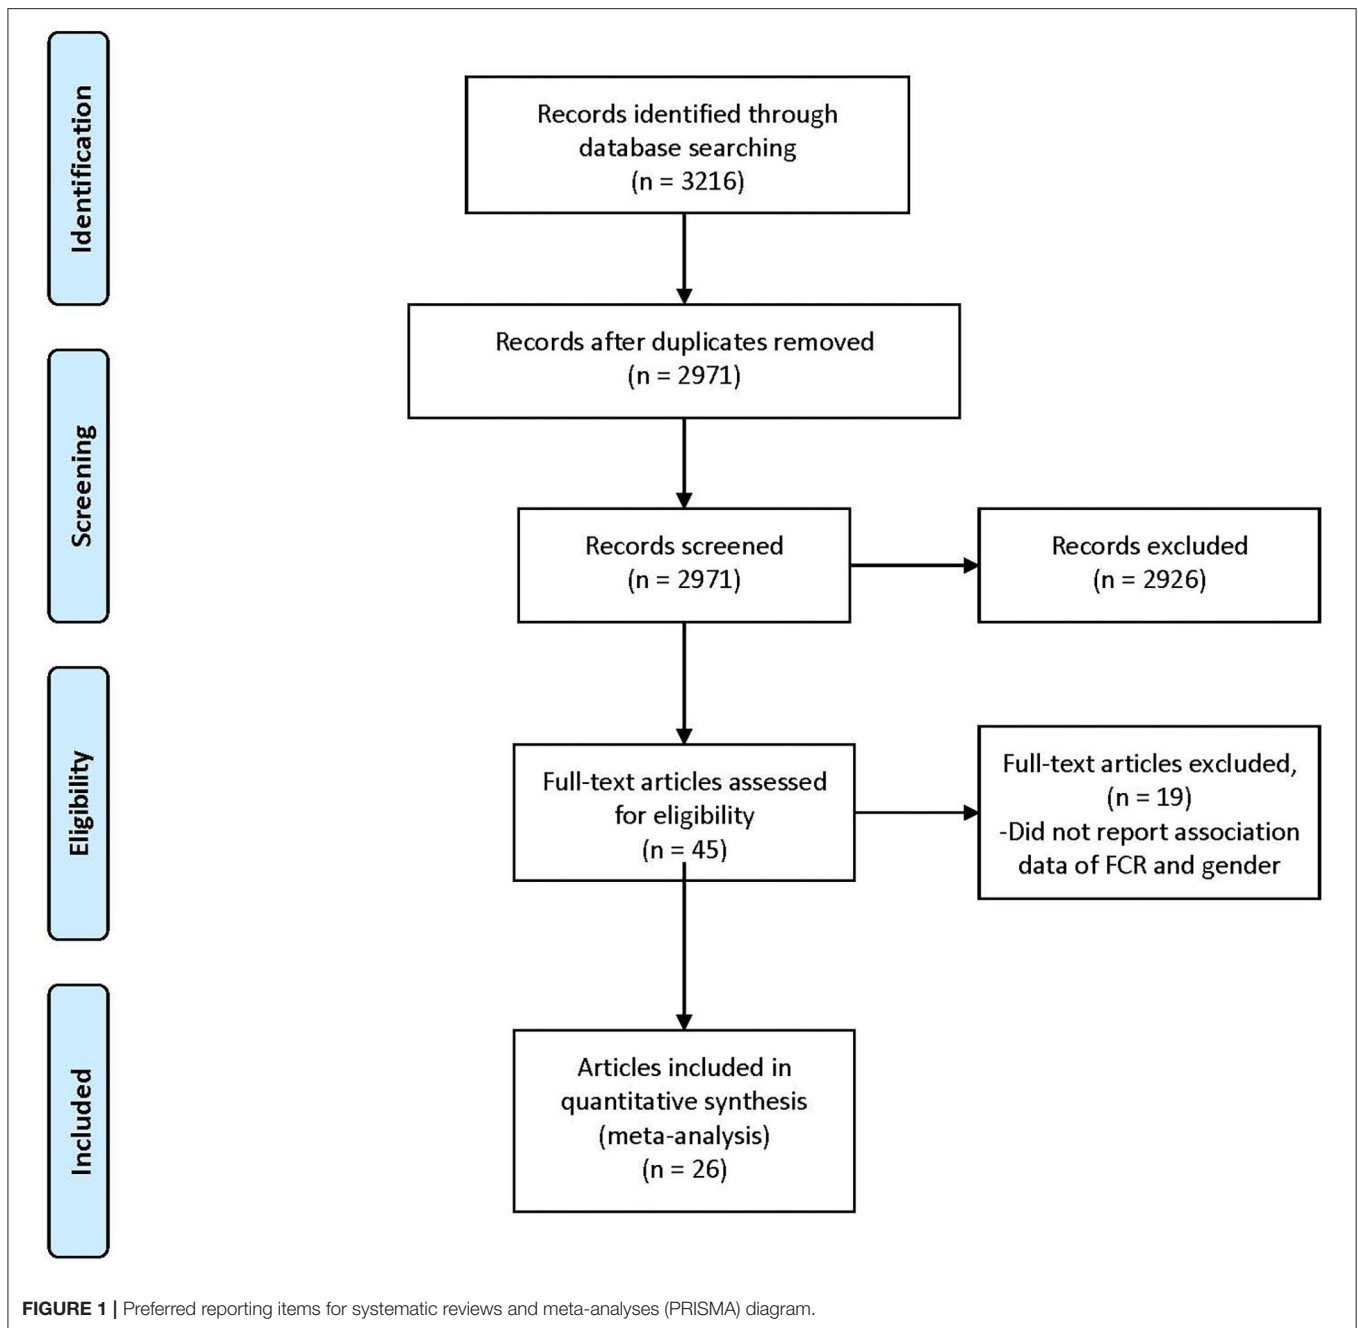 Identification
Records identified through
database searching
(n = 3216)
Records after duplicates removed
(n = 2971)
Screening
Records screened
(n = 2971)
Records excluded
(n = 2926)
Eligibility
Full-text articles assessed
for eligibility
(n = 45)
Full-text articles excluded,
(n = 19)
-Did not report association
data of FCR and gender
Included
Articles included in
quantitative synthesis
(meta-analysis)
(n = 26)
FIGURE 1 | Preferred reporting items for systematic reviews and meta-analyses (PRISMA) diagram.